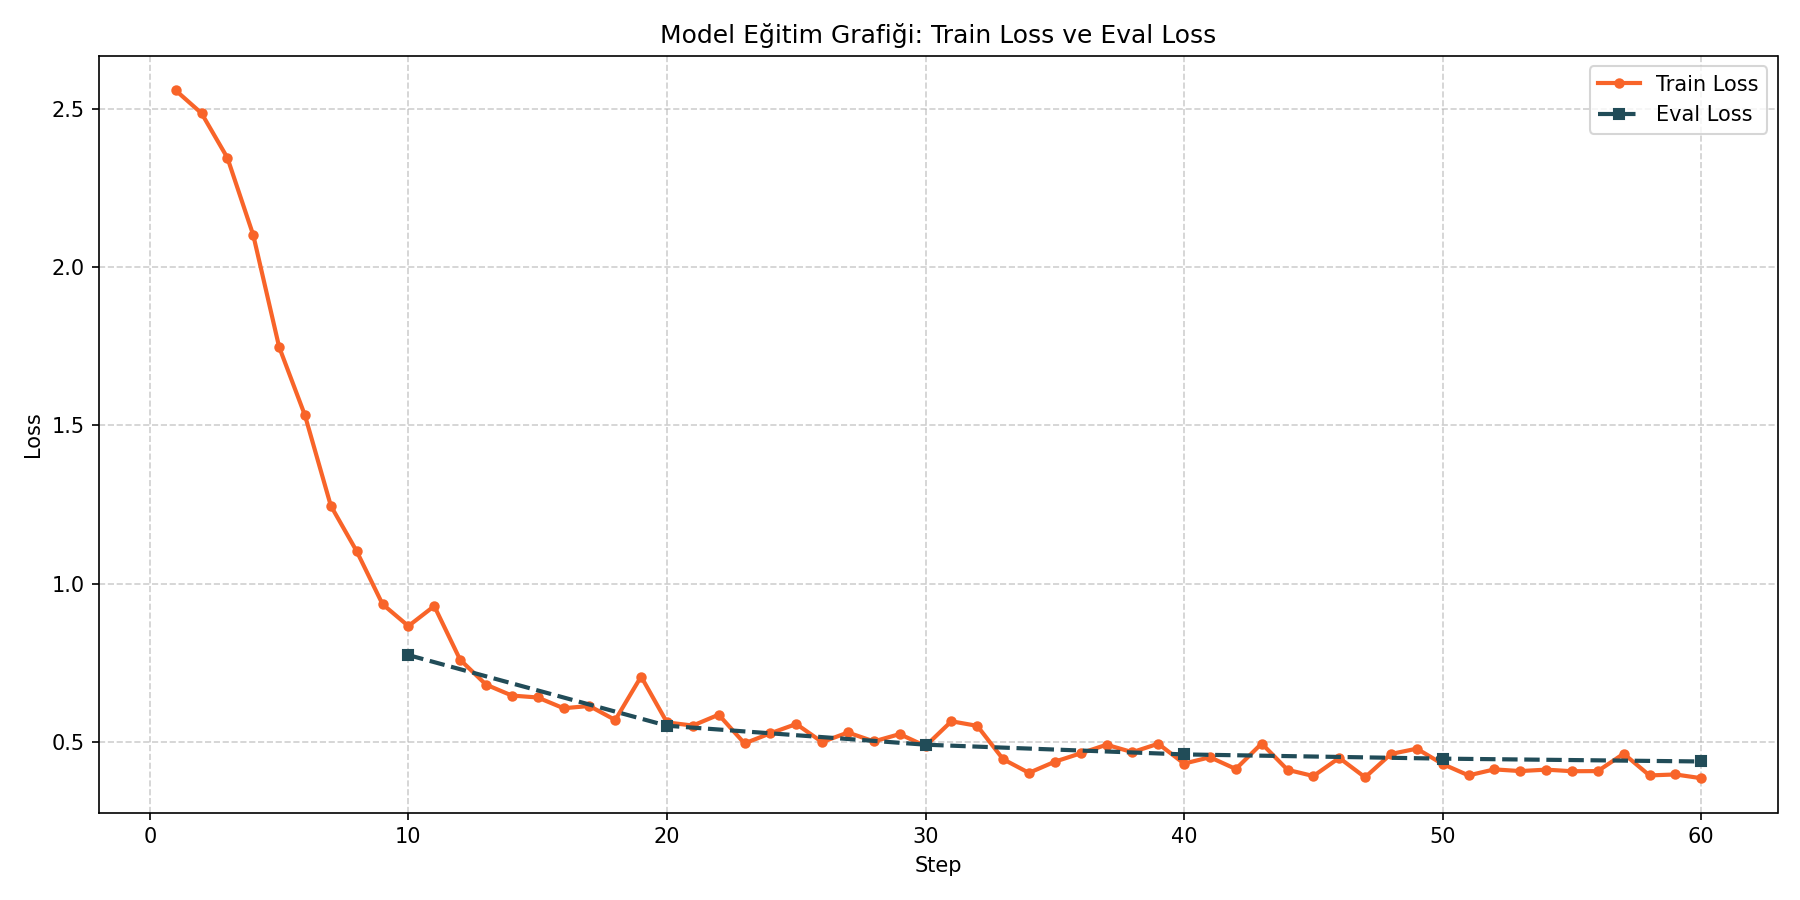 Model Eğitim Grafiği: Train Loss ve Eval Loss
Train Loss
Eval Loss
2.5
2.0
1.5
1.0
0.5
Loss
0 10 20 30 40 50 60
Step